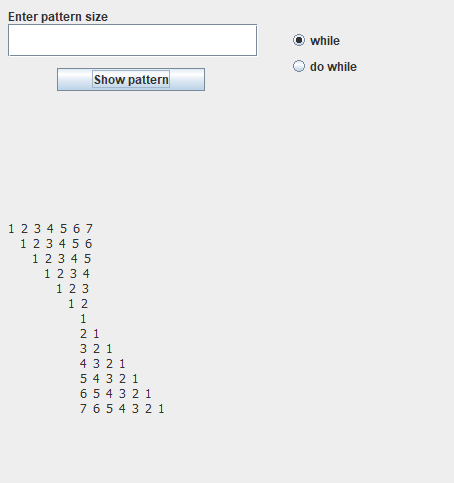 Enter pattern size
while
do while
Show pattern
1 2 3 4 5 6 7
1 2 3 4 5 6
1 2 3 4 5
1 2 3 4
1 2 3
1 2
1
2 1
3 2 1
4 3 2 1
5 4 3 2 1
6 5 4 3 2 1
7 6 5 4 3 2 1